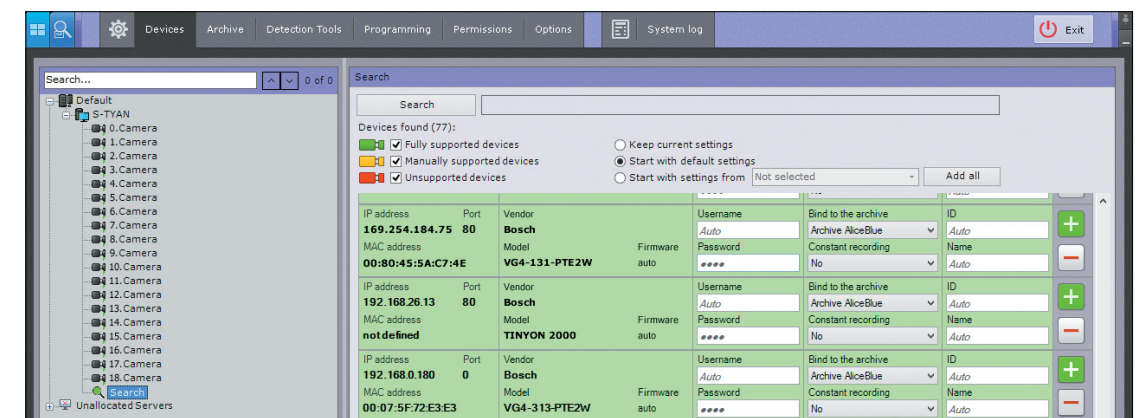 Devices Archive Detection Tools Programming Permissions Options System log Exit
Search... 0 of 0
Default
S-TYAN
0.Camera
1.Camera
2.Camera
3.Camera
4.Camera
5.Camera
6.Camera
7.Camera
8.Camera
9.Camera
10.Camera
11.Camera
12.Camera
13.Camera
14.Camera
15.Camera
16.Camera
17.Camera
18.Camera
Search
Unallocated Servers
Search
Search
Devices found (77):
Fully supported devices Keep current settings
Manually supported devices Start with default settings
Unsupported devices Start with settings from Not selected Add all
IP address Port Vendor Username Bind to the archive ID
169.254.184.75 80 Bosch Auto Archive AliceBlue Auto
MAC address Model Firmware Password Constant recording Name
00:80:45:5A:C7:4E VG4-131-PTE2W auto •••• No Auto
IP address Port Vendor Username Bind to the archive ID
192.168.26.13 80 Bosch Auto Archive AliceBlue Auto
MAC address Model Firmware Password Constant recording Name
not defined TINYON 2000 auto •••• No Auto
IP address Port Vendor Username Bind to the archive ID
192.168.0.180 0 Bosch Auto Archive AliceBlue Auto
MAC address Model Firmware Password Constant recording Name
00:07:5F:72:E3:E3 VG4-313-PTE2W auto •••• No Auto